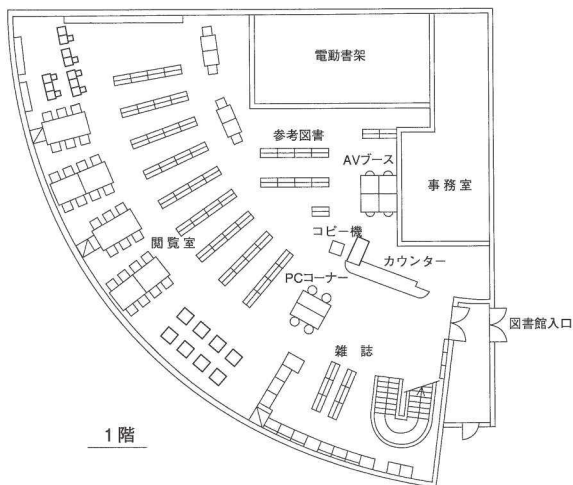 電動書架
参考図書
AVブース
事務室
コピー機
閲覧室
カウンター
PCコーナー
図書館入口
雑誌
1階